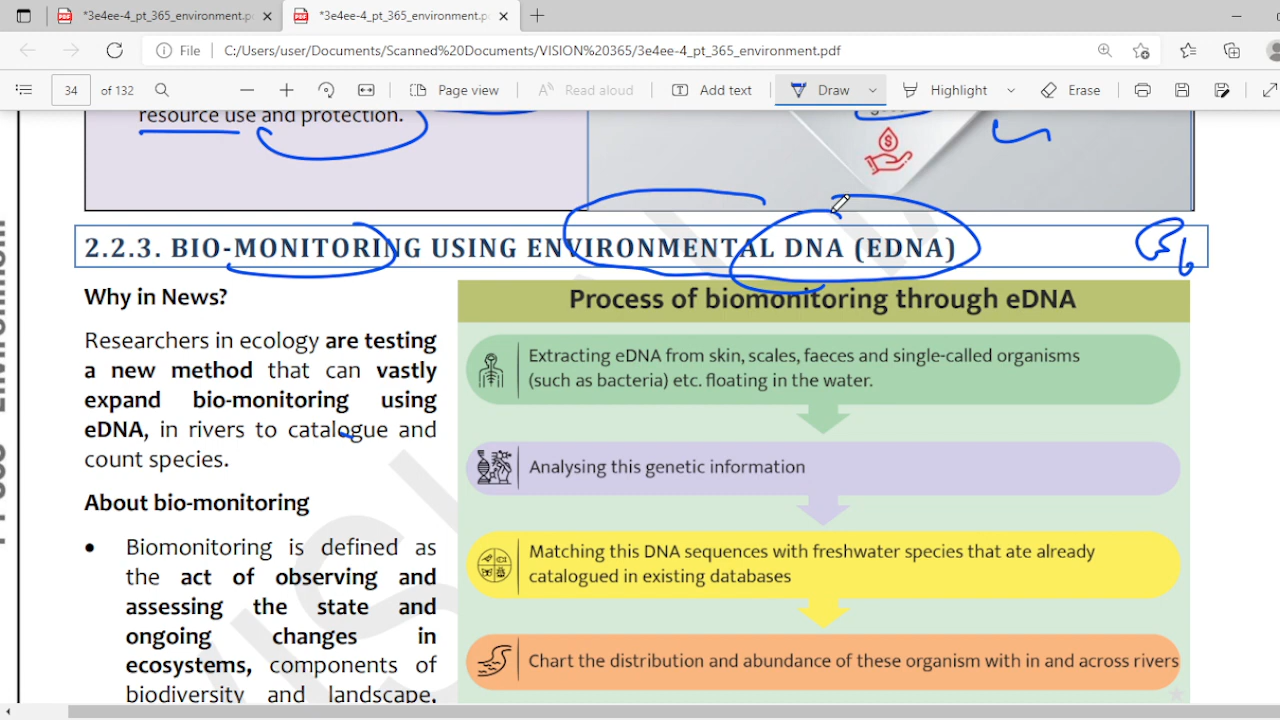 *3e4ee-4_pt_365_environment.p
*3e4ee-4_pt_365_environment.p
File
C:/Users/user/Documents/Scanned%20Documents/VISION%20365/3e4ee-4_pt_365_environment.pdf
34 of 132
Page view
Read aloud
Add text
Draw
Highlight
Erase
resource use and protection.
$
2.2.3. BIO-MONITORING USING ENVIRONMENTAL DNA (EDNA)
Why in News?
Researchers in ecology are testing
a new method that can vastly
expand bio-monitoring using
eDNA, in rivers to catalogue and
count species.
About bio-monitoring
• Biomonitoring is defined as
the act of observing and
assessing the state and
ongoing changes in
ecosystems, components of
biodiversity and landscape,
Process of biomonitoring through eDNA
Extracting eDNA from skin, scales, faeces and single-called organisms
(such as bacteria) etc. floating in the water.
Analysing this genetic information
Matching this DNA sequences with freshwater species that ate already
catalogued in existing databases
Chart the distribution and abundance of these organism with in and across rivers